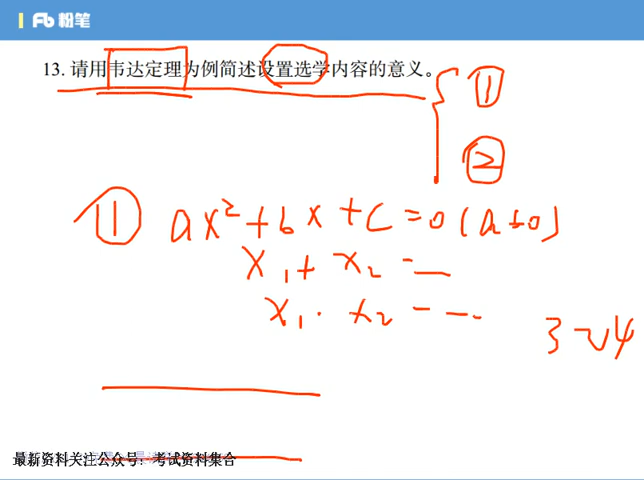 粉笔
13. 请用韦达定理为例简述设置选学内容的意义。
①
②
① ax²+bx+c=0(a≠0)
x₁+x₂=—
x₁·x₂=—
3~4
最新资料关注公众号：考试资料集合